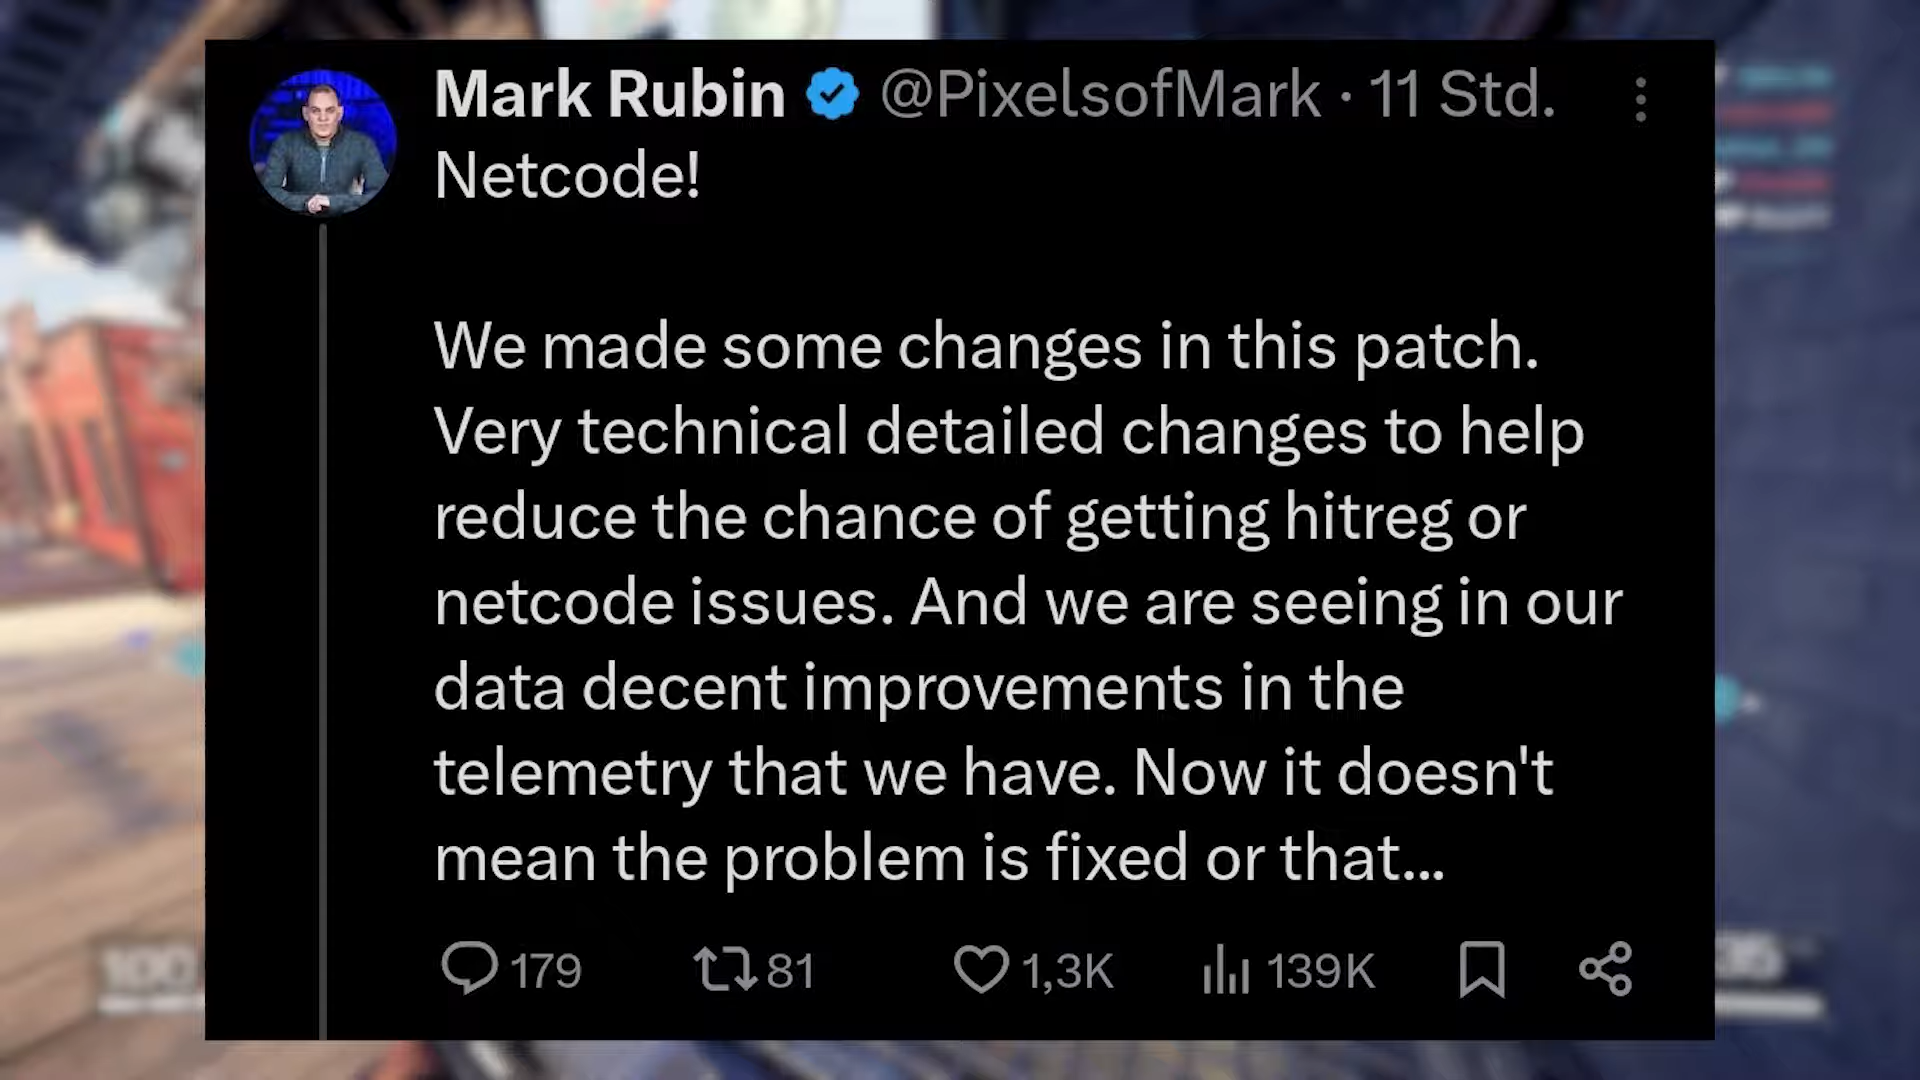 Mark Rubin @PixelsofMark · 11 Std.
Netcode!
We made some changes in this patch.
Very technical detailed changes to help
reduce the chance of getting hitreg or
netcode issues. And we are seeing in our
data decent improvements in the
telemetry that we have. Now it doesn't
mean the problem is fixed or that...
179 81 1,3K 139K
100
35